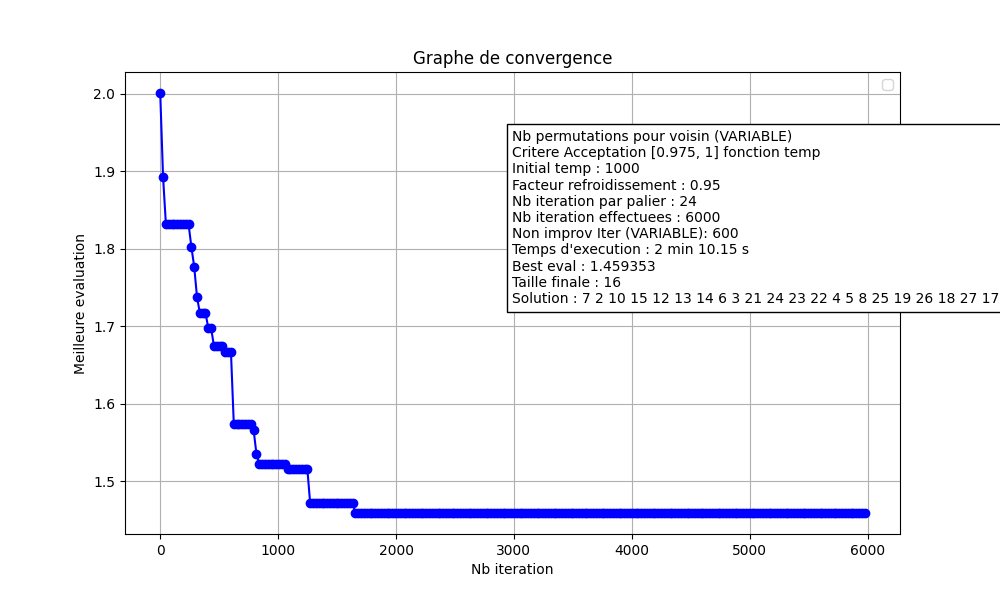 Graphe de convergence
2.0
1.9
1.8
1.7
1.6
1.5
Meilleure evaluation
Nb permutations pour voisin (VARIABLE)
Critere Acceptation [0.975, 1] fonction temp
Initial temp : 1000
Facteur refroidissement : 0.95
Nb iteration par palier : 24
Nb iteration effectuees : 6000
Non improv Iter (VARIABLE): 600
Temps d'execution : 2 min 10.15 s
Best eval : 1.459353
Taille finale : 16
Solution : 7 2 10 15 12 13 14 6 3 21 24 23 22 4 5 8 25 19 26 18 27 17
0 1000 2000 3000 4000 5000 6000
Nb iteration